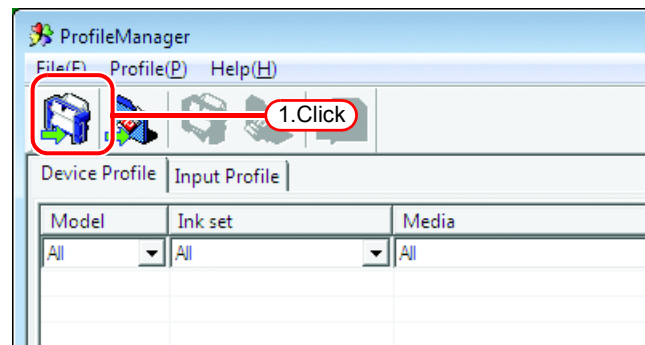 ProfileManager
File(F) Profile(P) Help(H)
1.Click
Device Profile Input Profile
Model Ink set Media
All All All